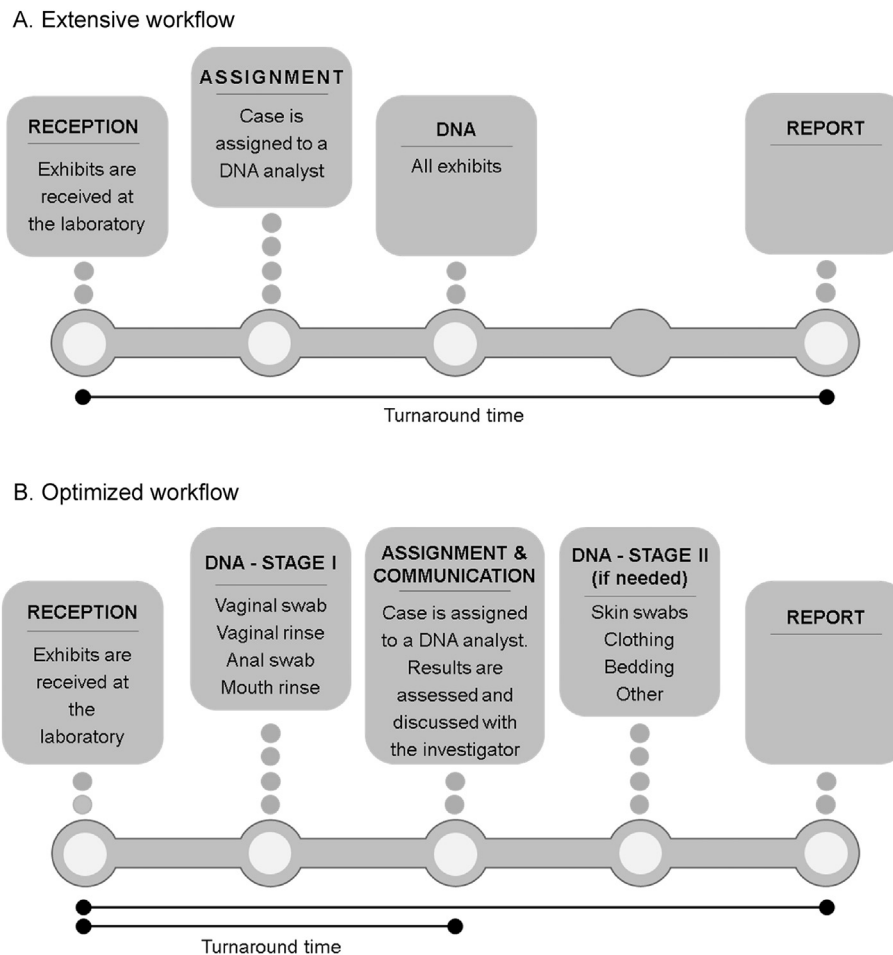 A. Extensive workflow
RECEPTION
Exhibits are
received at
the laboratory
ASSIGNMENT
Case is
assigned to a
DNA analyst
DNA
All exhibits
REPORT
Turnaround time
B. Optimized workflow
RECEPTION
Exhibits are
received at
the
laboratory
DNA - STAGE I
Vaginal swab
Vaginal rinse
Anal swab
Mouth rinse
ASSIGNMENT &
COMMUNICATION
Case is assigned
to a DNA analyst.
Results are
assessed and
discussed with
the investigator
DNA - STAGE II
(if needed)
Skin swabs
Clothing
Bedding
Other
REPORT
Turnaround time